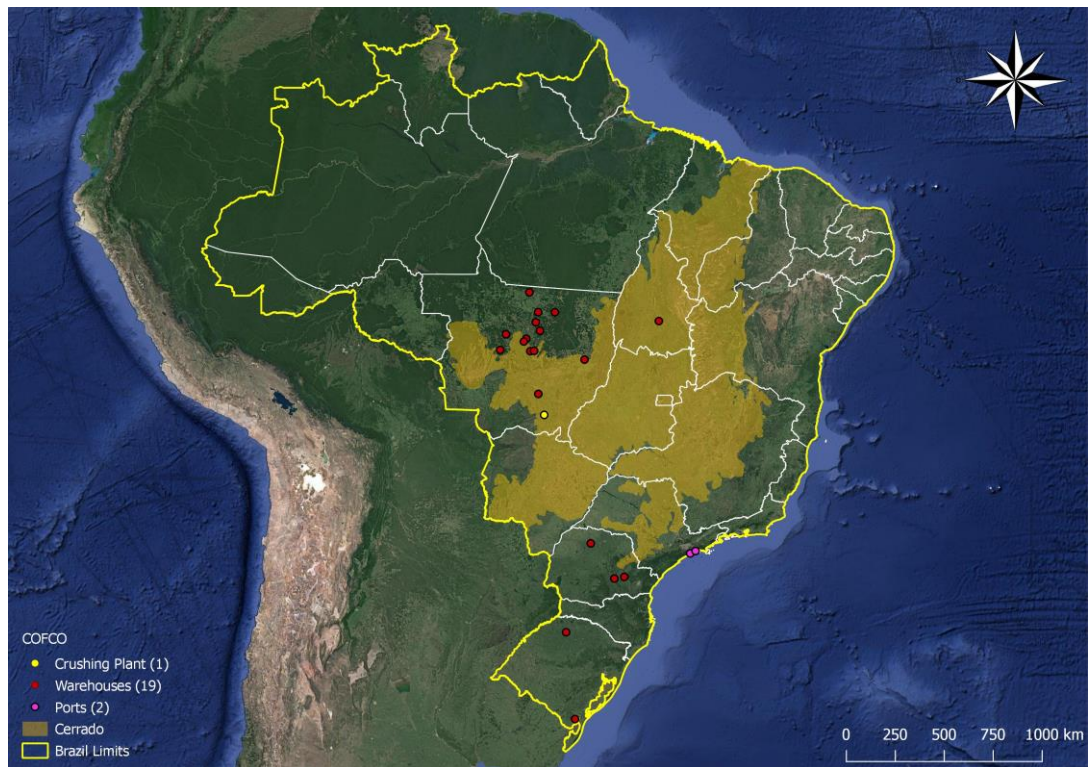 COFCO
Crushing Plant (1)
Warehouses (19)
Ports (2)
Cerrado
Brazil Limits
0 250 500 750 1000 km